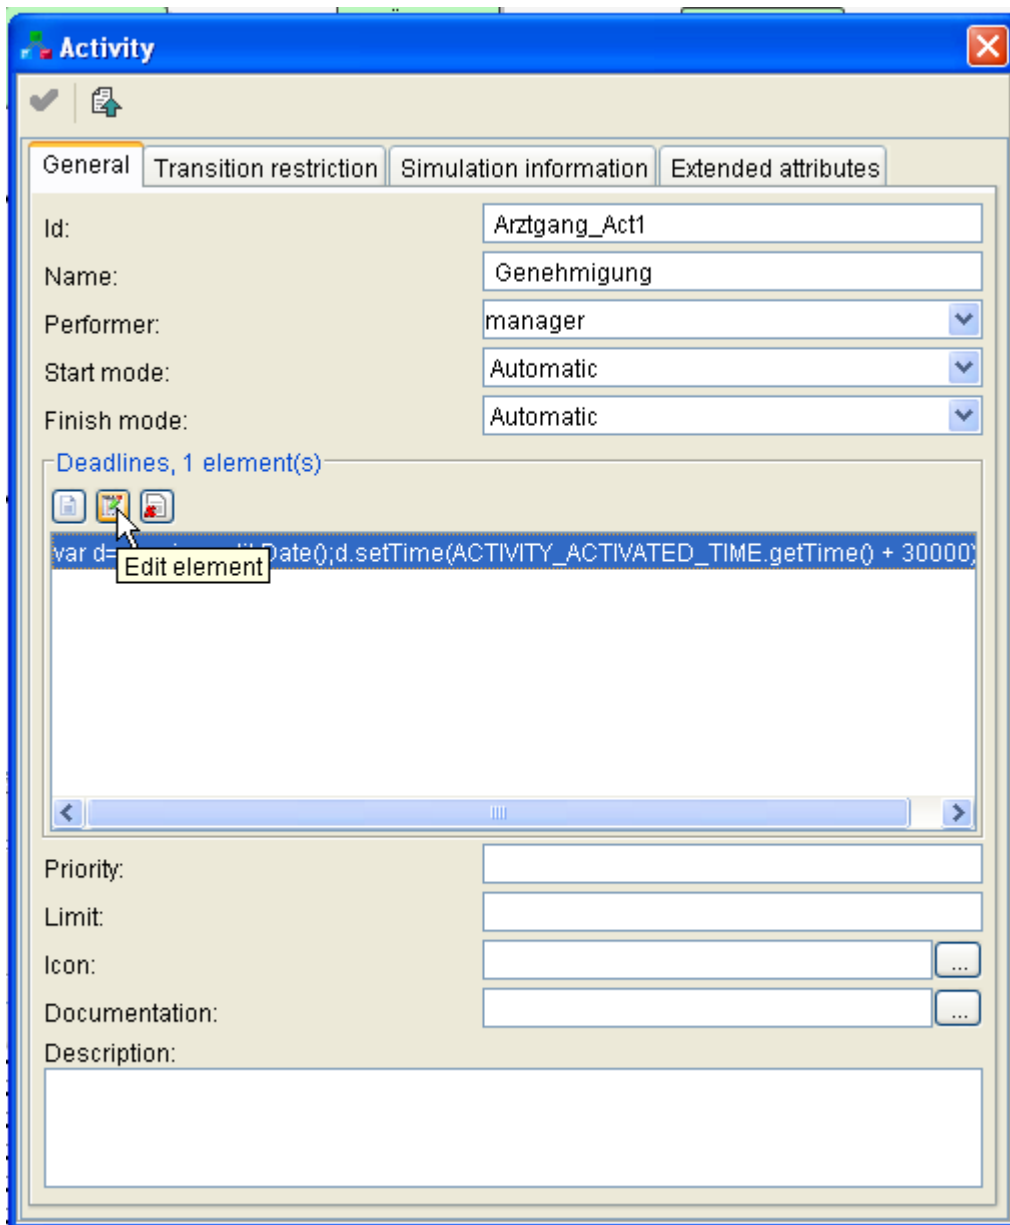 Activity
General Transition restriction Simulation information Extended attributes
Id: Arztgang_Act1
Name: Genehmigung
Performer: manager
Start mode: Automatic
Finish mode: Automatic
Deadlines, 1 element(s)
var d= Date();d.setTime(ACTIVITY_ACTIVATED_TIME.getTime() + 30000)
Edit element
Priority:
Limit:
Icon: ...
Documentation: ...
Description: